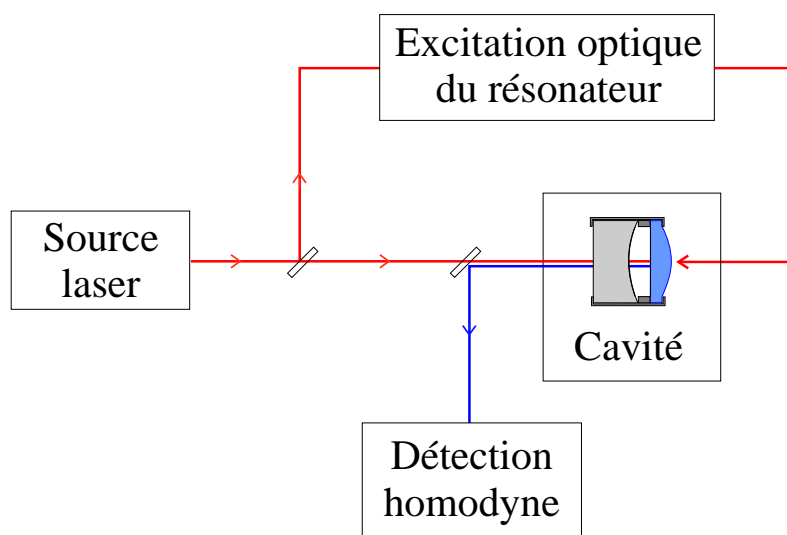 Excitation optique
du résonateur
Source
laser
Cavité
Détection
homodyne